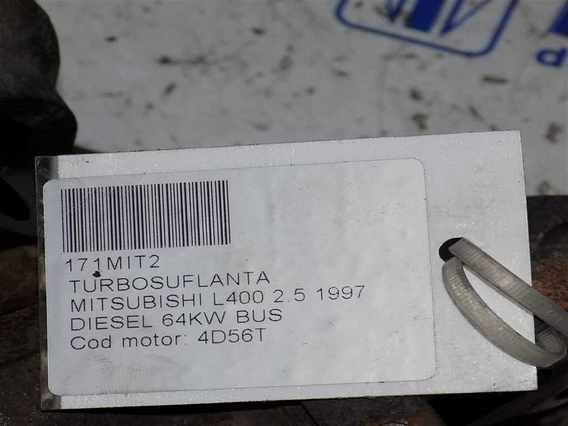 171MIT2
TURBOSUFLANTA
MITSUBISHI L400 2.5 1997
DIESEL 64KW BUS
Cod motor: 4D56T